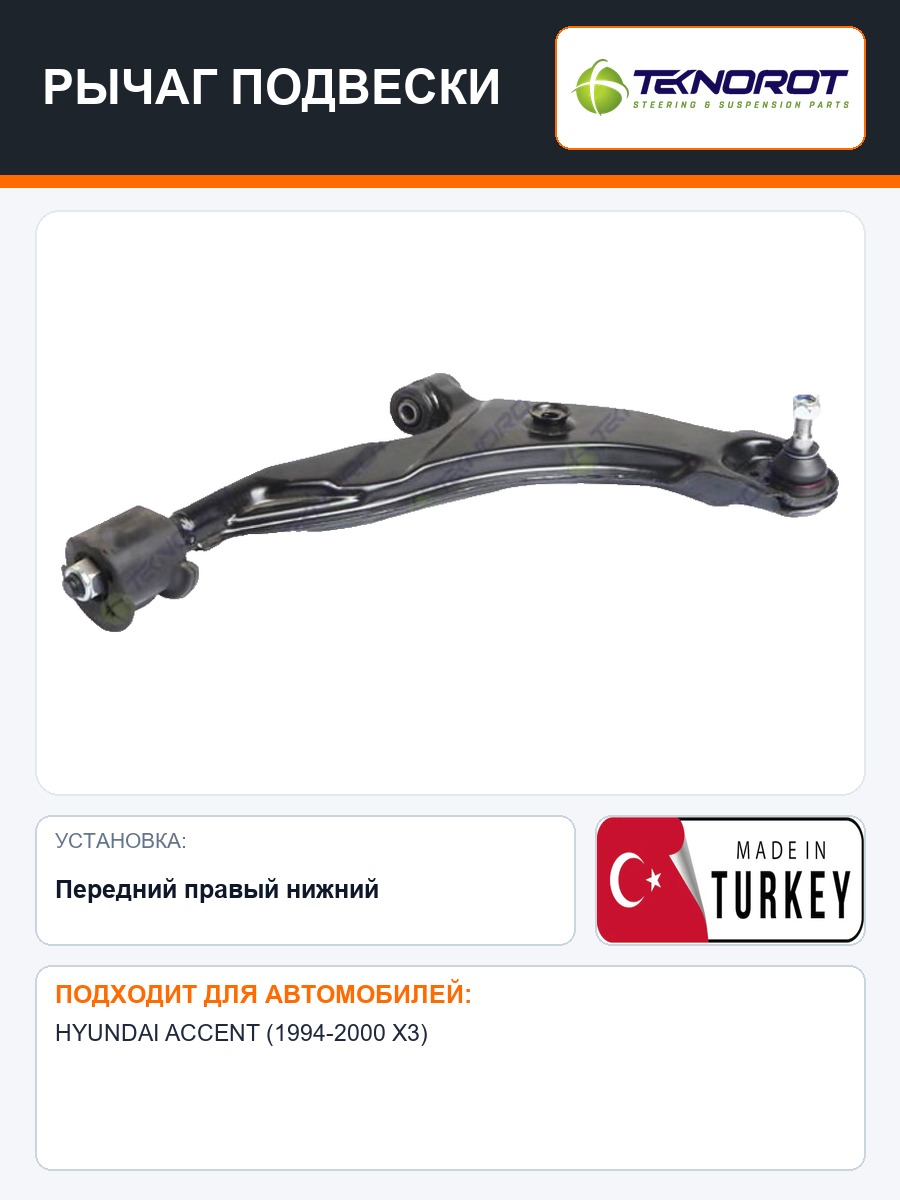 РЫЧАГ ПОДВЕСКИ
TEKNOROT
STEERING & SUSPENSION PARTS
УСТАНОВКА:
Передний правый нижний
MADE IN
TURKEY
ПОДХОДИТ ДЛЯ АВТОМОБИЛЕЙ:
HYUNDAI ACCENT (1994-2000 X3)